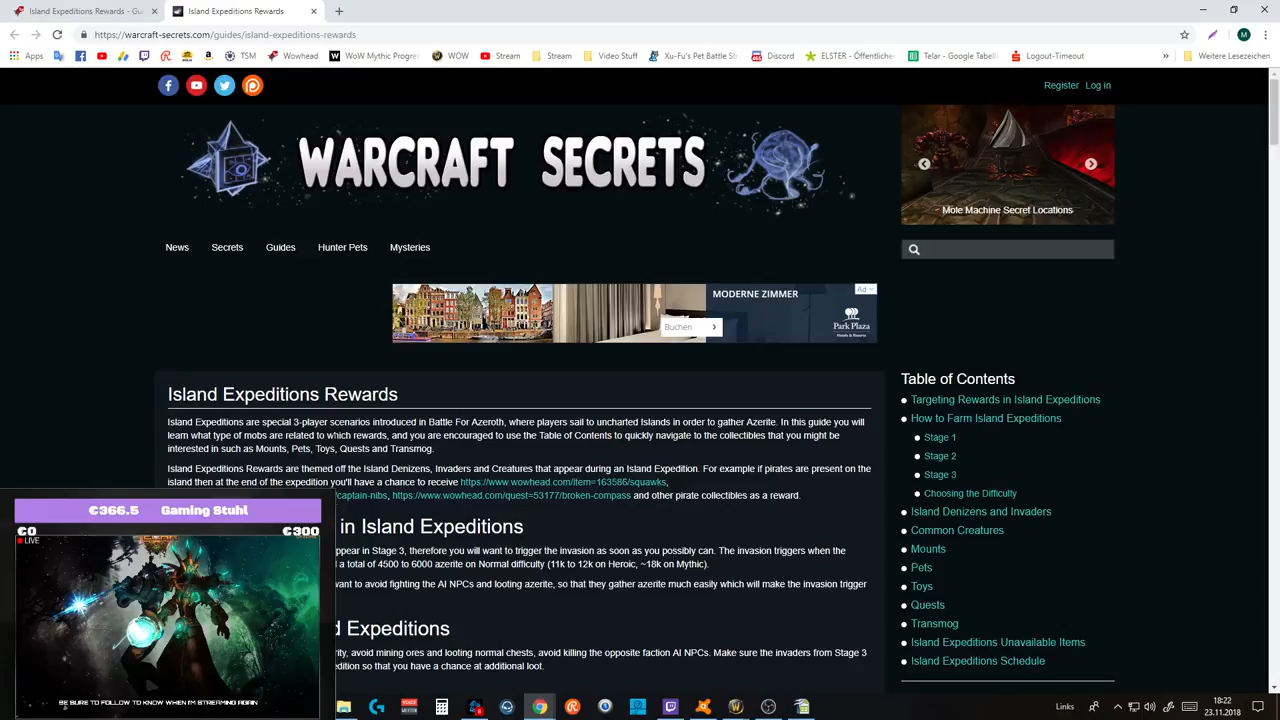 Island Expeditions Rewards - Gu
Island Expeditions Rewards
https://warcraft-secrets.com/guides/island-expeditions-rewards
M
Apps
TSM
Wowhead
WoW Mythic Progre
WOW
Stream
Stream
Video Stuff
Xu-Fu's Pet Battle St
Discord
ELSTER - Öffentlicher
Telar - Google Tabell
Logout-Timeout
Weitere Lesezeichen
Register
Log in
WARCRAFT SECRETS
Mole Machine Secret Locations
News
Secrets
Guides
Hunter Pets
Mysteries
MODERNE ZIMMER
Ad
Buchen
Park Plaza
Hotels & Resorts
Island Expeditions Rewards
Island Expeditions are special 3-player scenarios introduced in Battle For Azeroth, where players sail to uncharted Islands in order to gather Azerite. In this guide you will
learn what type of mobs are related to which rewards, and you are encouraged to use the Table of Contents to quickly navigate to the collectibles that you might be
interested in such as Mounts, Pets, Toys, Quests and Transmog.
Island Expeditions Rewards are themed off the Island Denizens, Invaders and Creatures that appear during an Island Expedition. For example if pirates are present on the
island then at the end of the expedition you'll have a chance to receive https://www.wowhead.com/item=163586/squawks,
/captain-nibs, https://www.wowhead.com/quest=53177/broken-compass and other pirate collectibles as a reward.
in Island Expeditions
appear in Stage 3, therefore you will want to trigger the invasion as soon as you possibly can. The invasion triggers when the
a total of 4500 to 6000 azerite on Normal difficulty (11k to 12k on Heroic, ~18k on Mythic).
want to avoid fighting the AI NPCs and looting azerite, so that they gather azerite much easily which will make the invasion trigger
d Expeditions
rity, avoid mining ores and looting normal chests, avoid killing the opposite faction AI NPCs. Make sure the invaders from Stage 3
edition so that you have a chance at additional loot.
Table of Contents
Targeting Rewards in Island Expeditions
How to Farm Island Expeditions
Stage 1
Stage 2
Stage 3
Choosing the Difficulty
Island Denizens and Invaders
Common Creatures
Mounts
Pets
Toys
Quests
Transmog
Island Expeditions Unavailable Items
Island Expeditions Schedule
€366.5 Gaming Stuhl
€0
€300
LIVE
BE SURE TO FOLLOW TO KNOW WHEN I'M STREAMING AGAIN
Links
18:22
23.11.2018